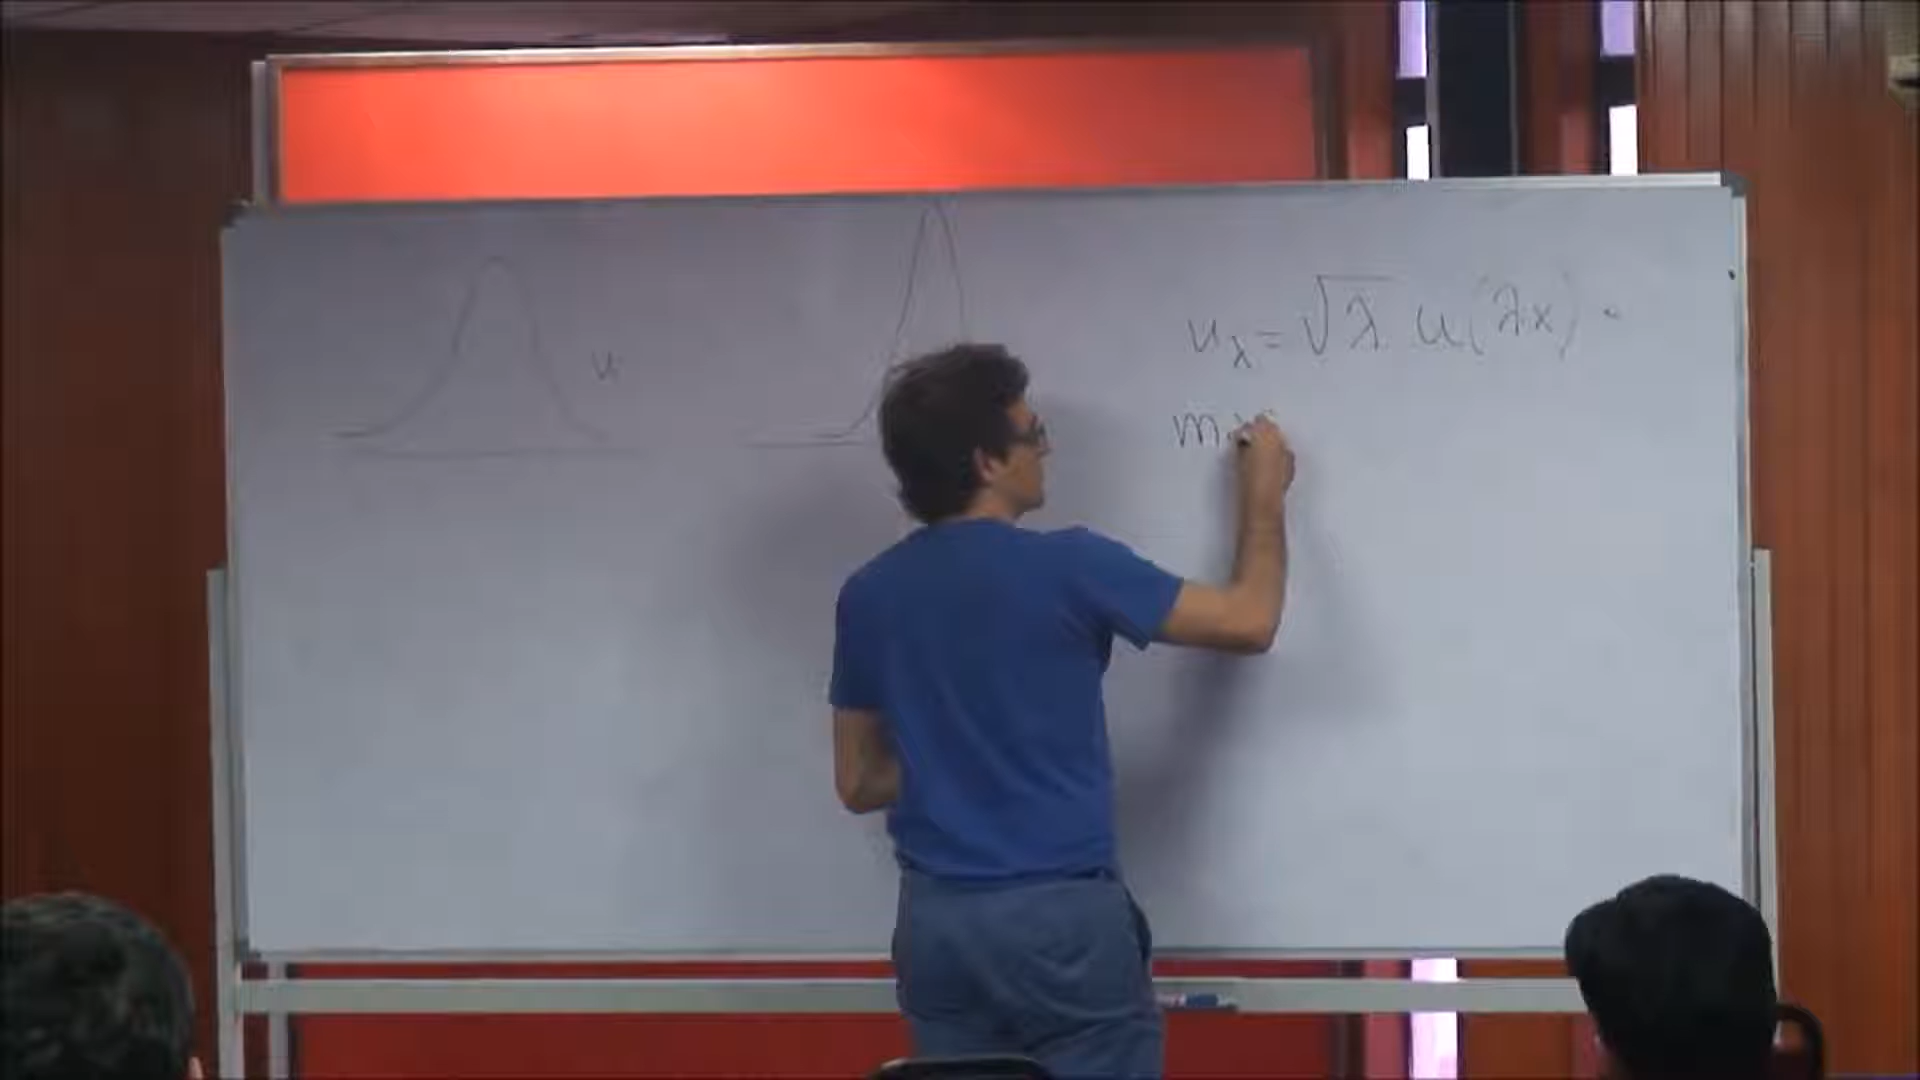 u
u_λ = √λ u(λx)